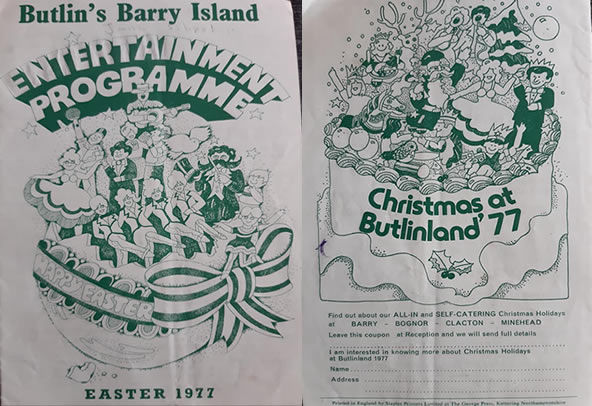 Butlin's Barry Island
ENTERTAINMENT
PROGRAMME
HAPPY EASTER
EASTER 1977
Christmas at
Butlinland '77
Find out about our ALL-IN and SELF-CATERING Christmas Holidays
at BARRY - BOGNOR - CLACTON - MINEHEAD
Leave this coupon at Reception and we will send full details
I am interested in knowing more about Christmas Holidays
at Butlinland 1977
Name
Address
Printed in England by Staples Printers Limited at The George Press, Kettering Northamptonshire